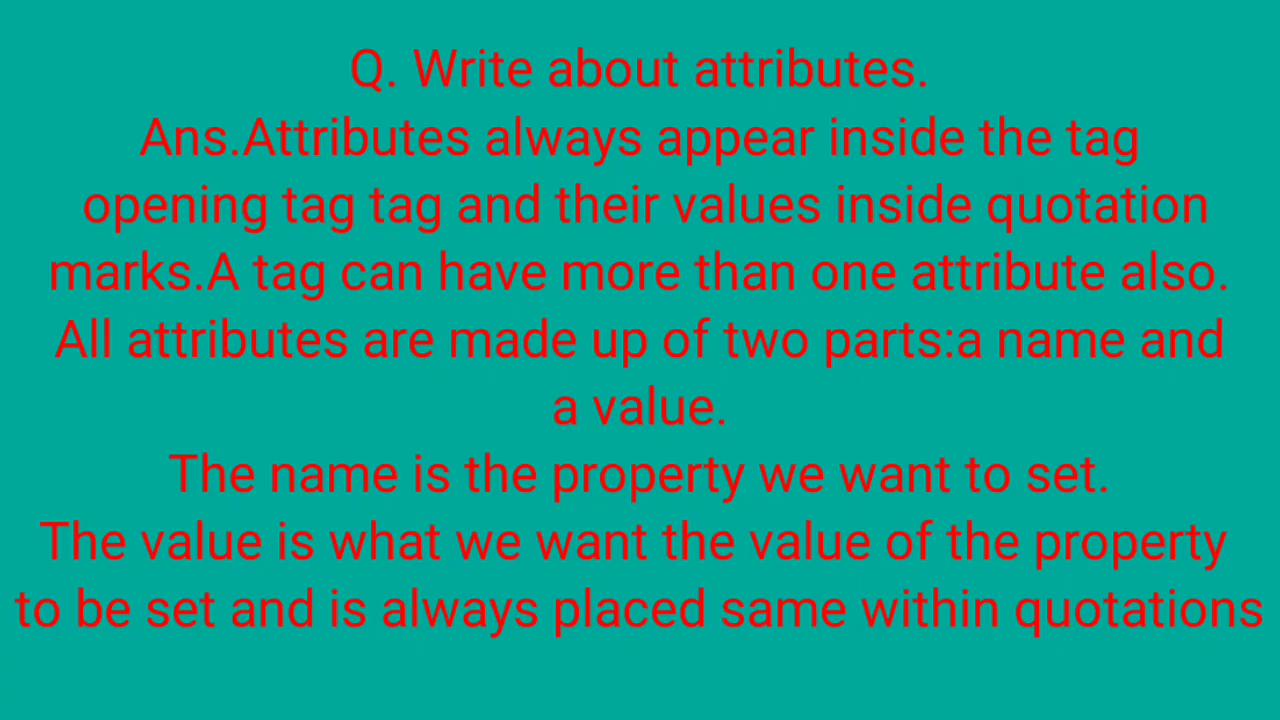 Q. Write about attributes.
Ans.Attributes always appear inside the tag
opening tag tag and their values inside quotation
marks.A tag can have more than one attribute also.
All attributes are made up of two parts:a name and
a value.
The name is the property we want to set.
The value is what we want the value of the property
to be set and is always placed same within quotations